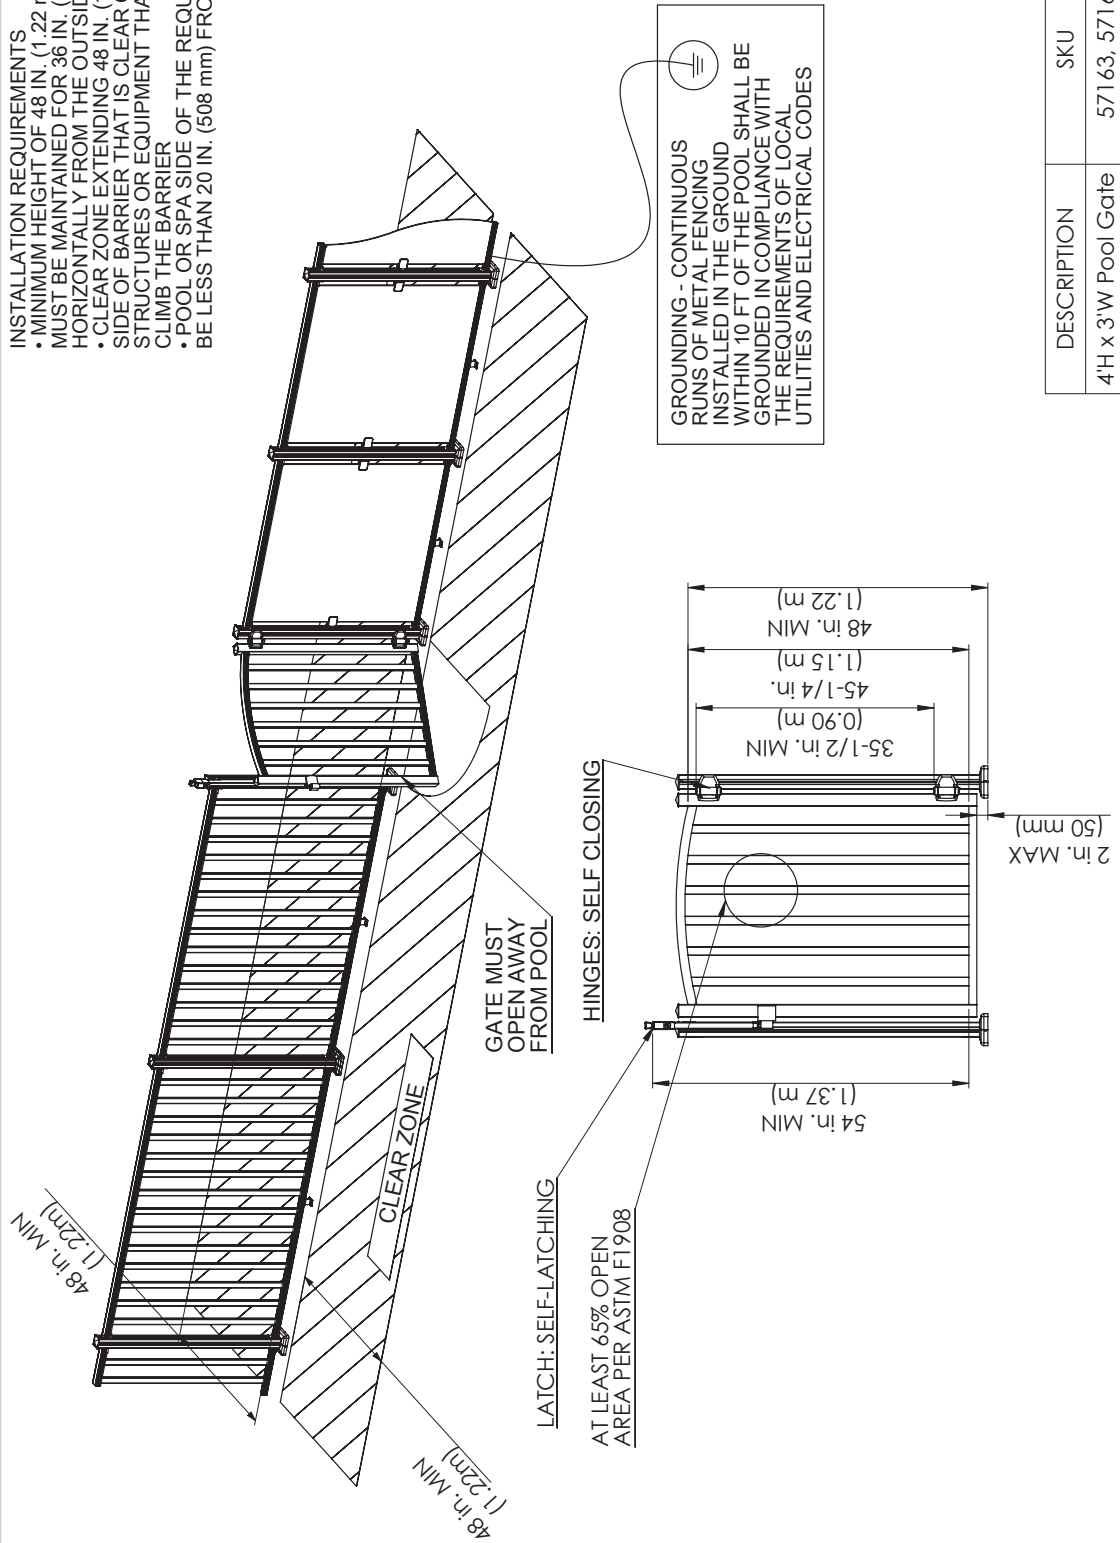 INSTALLATION REQUIREMENTS
• MINIMUM HEIGHT OF 48 IN. (1.22
MUST BE MAINTAINED FOR 36 IN. (
HORIZONTALLY FROM THE OUTSID
• CLEAR ZONE EXTENDING 48 IN. (
SIDE OF BARRIER THAT IS CLEAR
STRUCTURES OR EQUIPMENT THA
CLIMB THE BARRIER
• POOL OR SPA SIDE OF THE REQU
BE LESS THAN 20 IN. (508 mm) FRO
48 in. MIN
(1.22m)
48 in. MIN
(1.22m)
CLEAR ZONE
GATE MUST
OPEN AWAY
FROM POOL
GROUNDING - CONTINUOUS
RUNS OF METAL FENCING
INSTALLED IN THE GROUND
WITHIN 10 FT OF THE POOL SHALL BE
GROUNDED IN COMPLIANCE WITH
THE REQUIREMENTS OF LOCAL
UTILITIES AND ELECTRICAL CODES
LATCH: SELF-LATCHING
AT LEAST 65% OPEN
AREA PER ASTM F1908
HINGES: SELF CLOSING
54 in. MIN
(1.37 m)
35-1/2 in. MIN
(0.90 m)
45-1/4 in.
(1.15 m)
48 in. MIN
(1.22 m)
2 in. MAX
(50 mm)
DESCRIPTION SKU
4'H x 3'W Pool Gate 57163, 5716